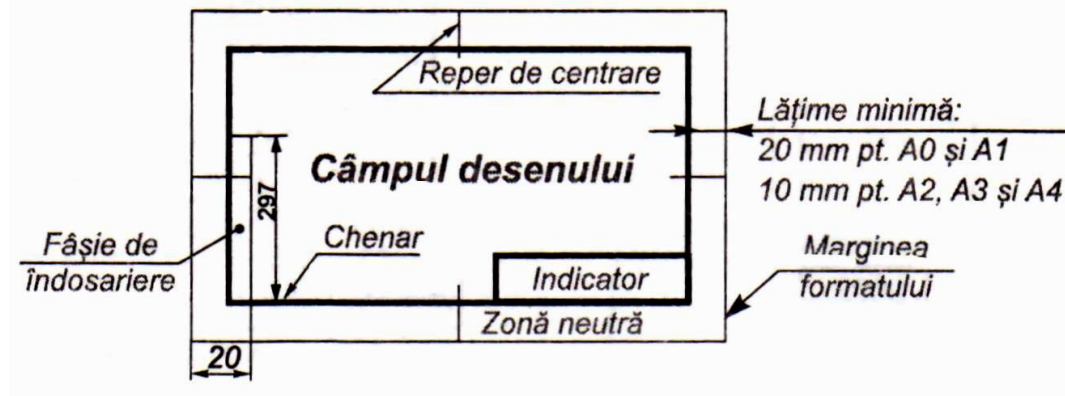 Reper de centrare
Lățime minimă:
20 mm pt. A0 și A1
10 mm pt. A2, A3 și A4
Câmpul desenului
297
Fâșie de
îndosariere
Chenar
Marginea
formatului
Indicator
Zonă neutră
20